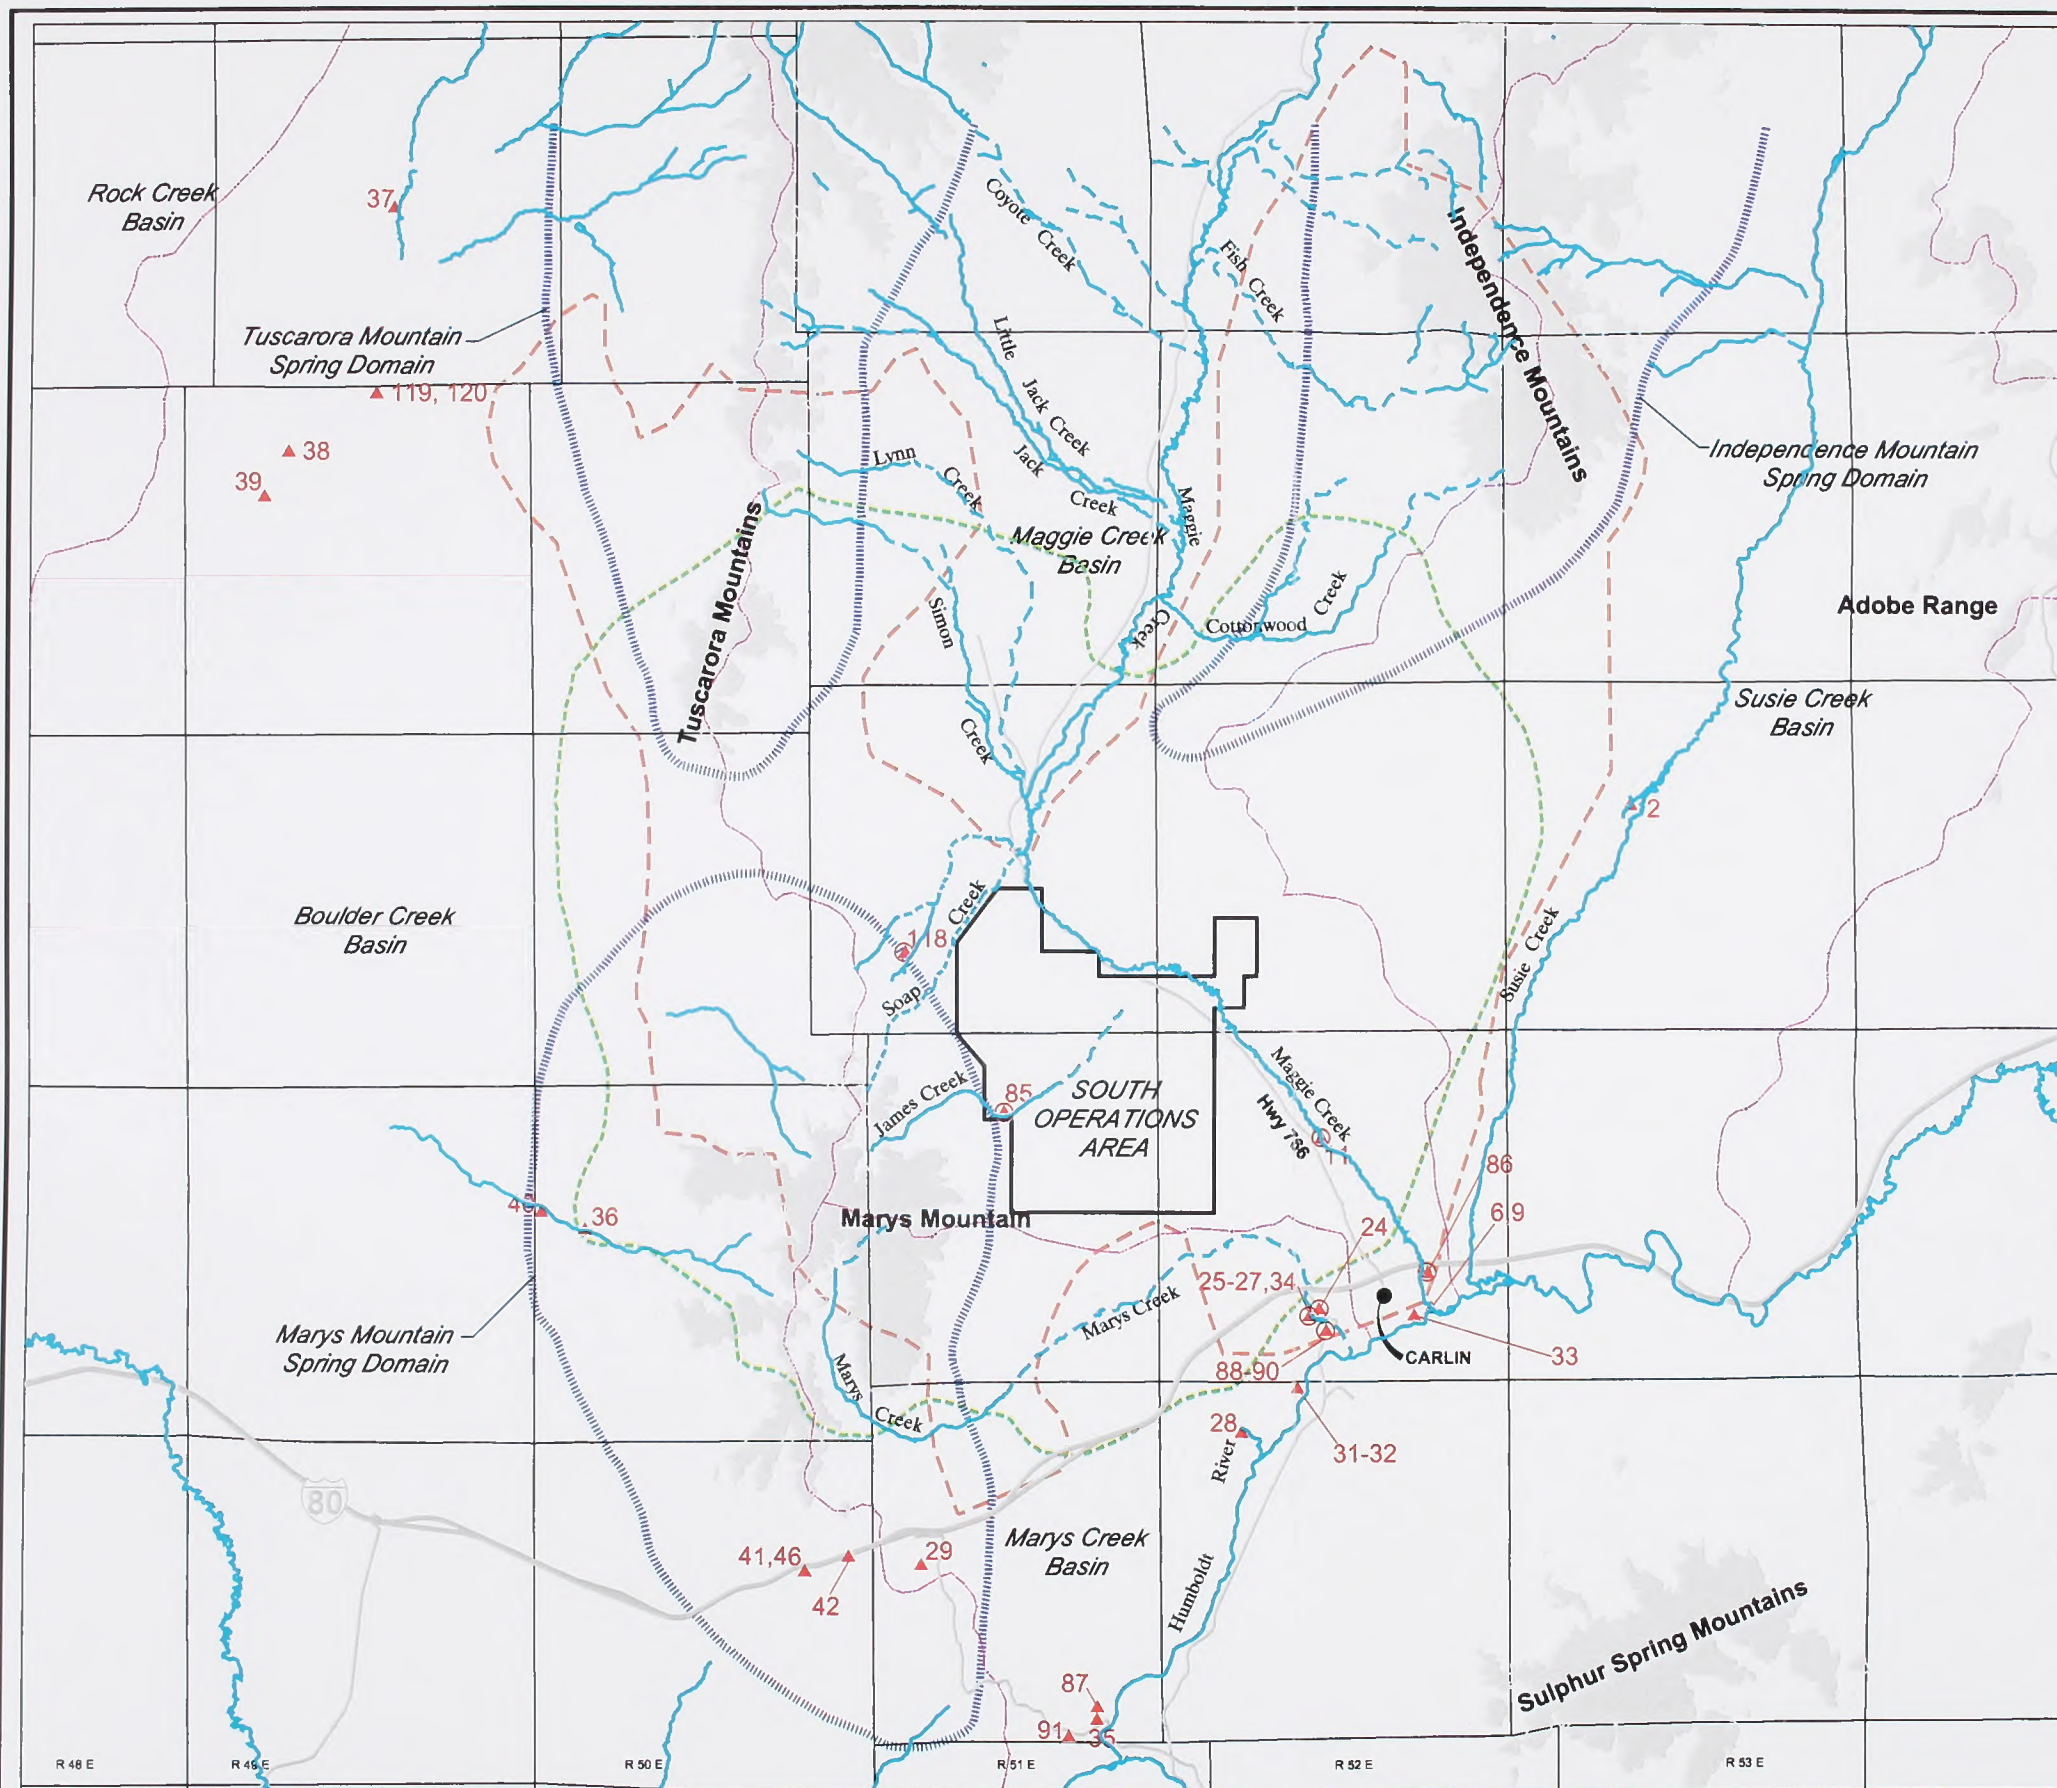 Rock Creek
Basin
37
Coyote Creek
Fish Creek
Independence Mountains
Tuscarora Mountain
Spring Domain
Little
Jack Creek
119, 120
38
39
Lynn
Creek
Jack
Creek
Maggie
Creek
Independence Mountain
Spring Domain
Maggie Creek
Basin
Tuscarora Mountains
Simon
Creek
Cottonwood
Creek
Adobe Range
Susie Creek
Basin
2
Boulder Creek
Basin
118
Soap
Creek
Susie Creek
James Creek
85
SOUTH
OPERATIONS
AREA
Maggie Creek
Hwy 766
11
86
36
Marys Mountain
24
6,9
25-27,34
Marys Creek
Marys Mountain
Spring Domain
Marys
Creek
CARLIN
33
88-90
28
River
31-32
80
41,46
42
29
Marys Creek
Basin
Humboldt
Sulphur Spring Mountains
87
91
35
R 48 E
R 49 E
R 50 E
R 51 E
R 52 E
R 53 E